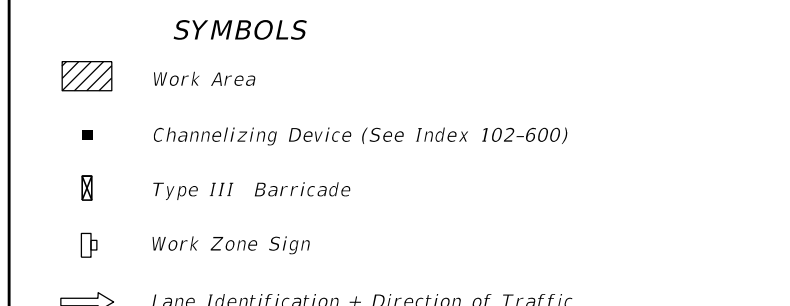 SYMBOLS
Work Area
Channelizing Device (See Index 102-600)
Type III Barricade
Work Zone Sign
Lane Identification + Direction of Traffic